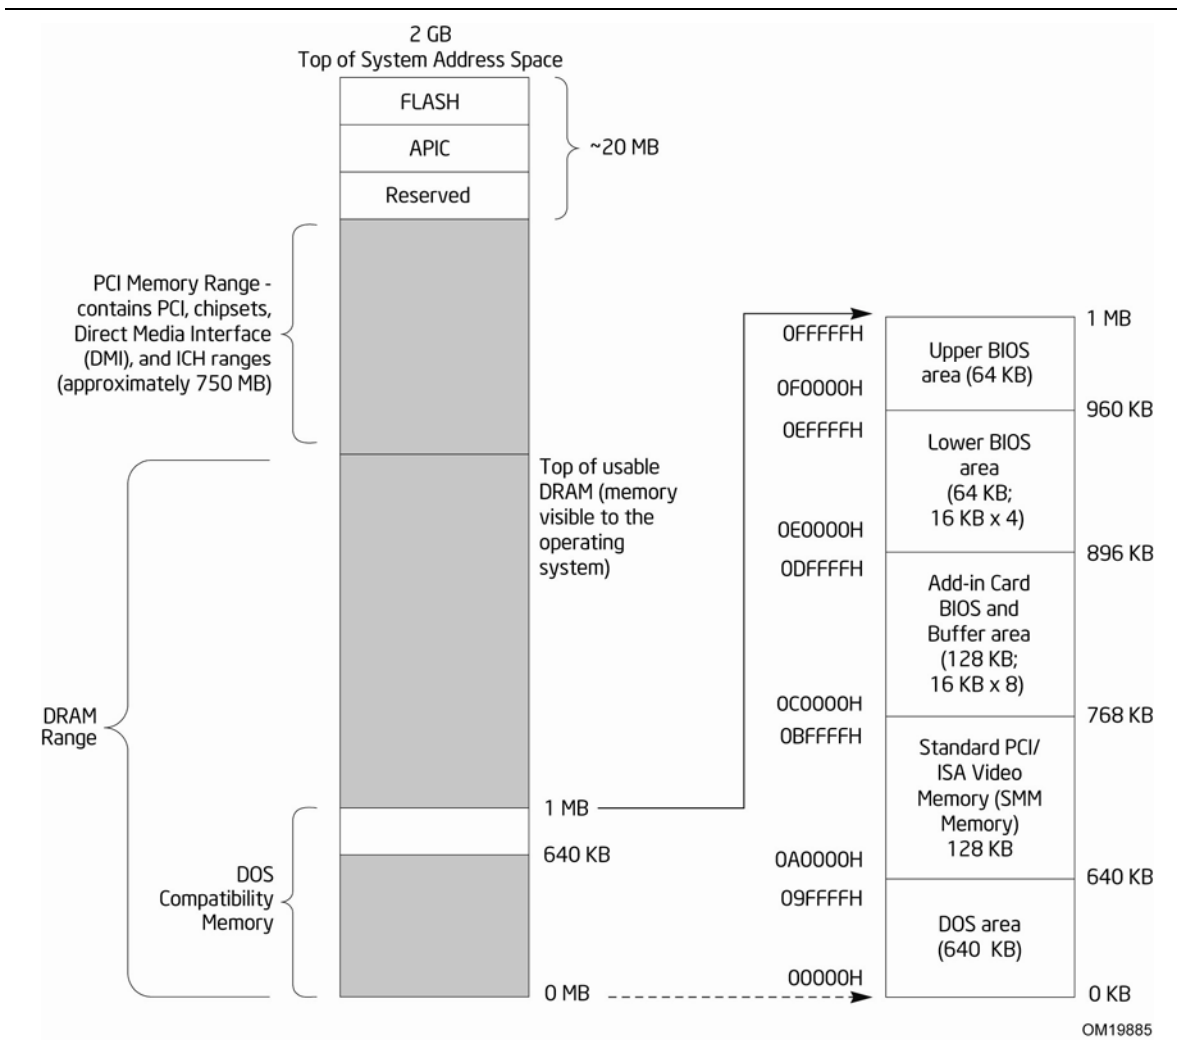 2 GB
Top of System Address Space
FLASH
APIC
Reserved
~20 MB
PCI Memory Range -
contains PCI, chipsets,
Direct Media Interface
(DMI), and ICH ranges
(approximately 750 MB)
Top of usable
DRAM (memory
visible to the
operating
system)
DRAM
Range
1 MB
640 KB
DOS
Compatibility
Memory
0 MB
1 MB
0FFFFFH
Upper BIOS
area (64 KB)
0F0000H
960 KB
0EFFFFH
Lower BIOS
area
(64 KB;
16 KB x 4)
0E0000H
896 KB
0DFFFFH
Add-in Card
BIOS and
Buffer area
(128 KB;
16 KB x 8)
0C0000H
768 KB
0BFFFFH
Standard PCI/
ISA Video
Memory (SMM
Memory)
128 KB
0A0000H
640 KB
09FFFFH
DOS area
(640 KB)
00000H
0 KB
OM19885